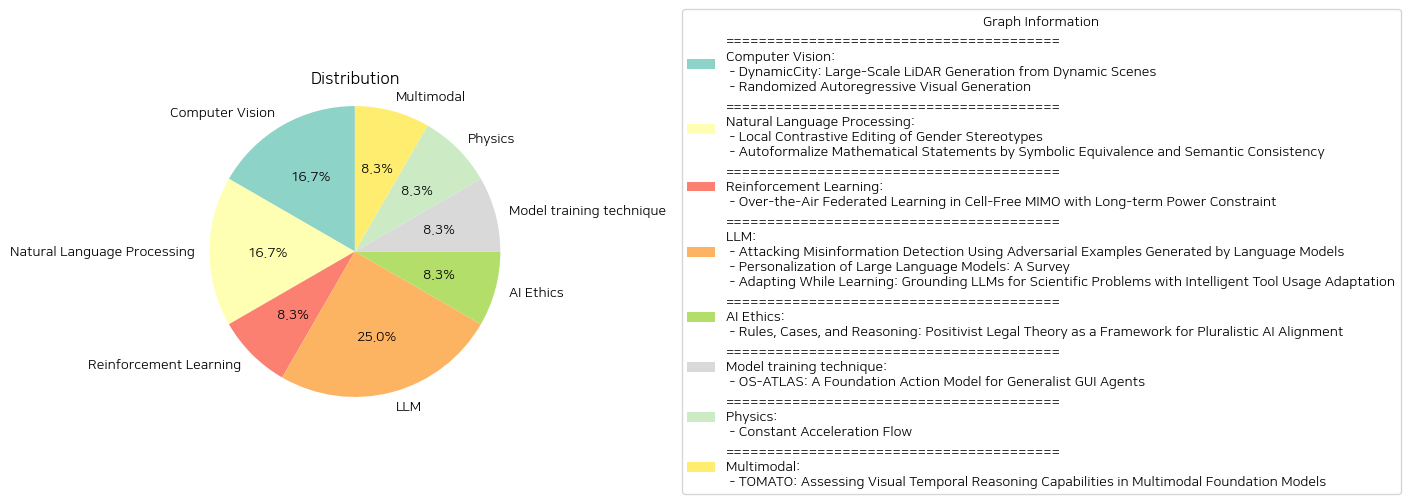 Distribution
Computer Vision
Multimodal
Physics
Model training technique
AI Ethics
LLM
Reinforcement Learning
Natural Language Processing
16.7%
8.3%
8.3%
8.3%
8.3%
25.0%
8.3%
16.7%
Graph Information
========================================
Computer Vision:
- DynamicCity: Large-Scale LiDAR Generation from Dynamic Scenes
- Randomized Autoregressive Visual Generation
========================================
Natural Language Processing:
- Local Contrastive Editing of Gender Stereotypes
- Autoformalize Mathematical Statements by Symbolic Equivalence and Semantic Consistency
========================================
Reinforcement Learning:
- Over-the-Air Federated Learning in Cell-Free MIMO with Long-term Power Constraint
========================================
LLM:
- Attacking Misinformation Detection Using Adversarial Examples Generated by Language Models
- Personalization of Large Language Models: A Survey
- Adapting While Learning: Grounding LLMs for Scientific Problems with Intelligent Tool Usage Adaptation
========================================
AI Ethics:
- Rules, Cases, and Reasoning: Positivist Legal Theory as a Framework for Pluralistic AI Alignment
========================================
Model training technique:
- OS-ATLAS: A Foundation Action Model for Generalist GUI Agents
========================================
Physics:
- Constant Acceleration Flow
========================================
Multimodal:
- TOMATO: Assessing Visual Temporal Reasoning Capabilities in Multimodal Foundation Models